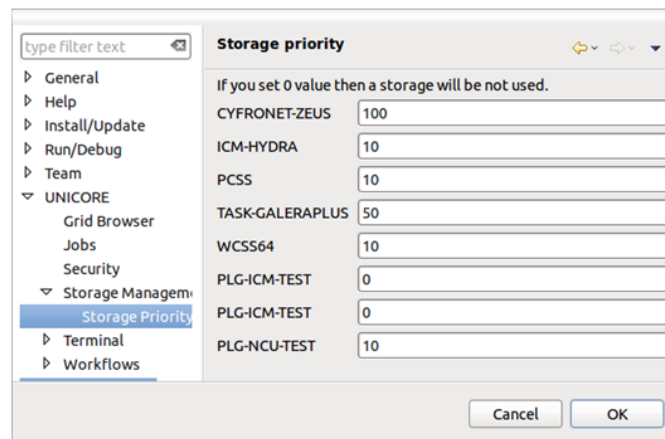 type filter text
General
Help
Install/Update
Run/Debug
Team
UNICORE
Grid Browser
Jobs
Security
Storage Managem
Storage Priority
Terminal
Workflows
Storage priority
If you set 0 value then a storage will be not used.
CYFRONET-ZEUS 100
ICM-HYDRA 10
PCSS 10
TASK-GALERAPLUS 50
WCSS64 10
PLG-ICM-TEST 0
PLG-ICM-TEST 0
PLG-NCU-TEST 10
Cancel OK